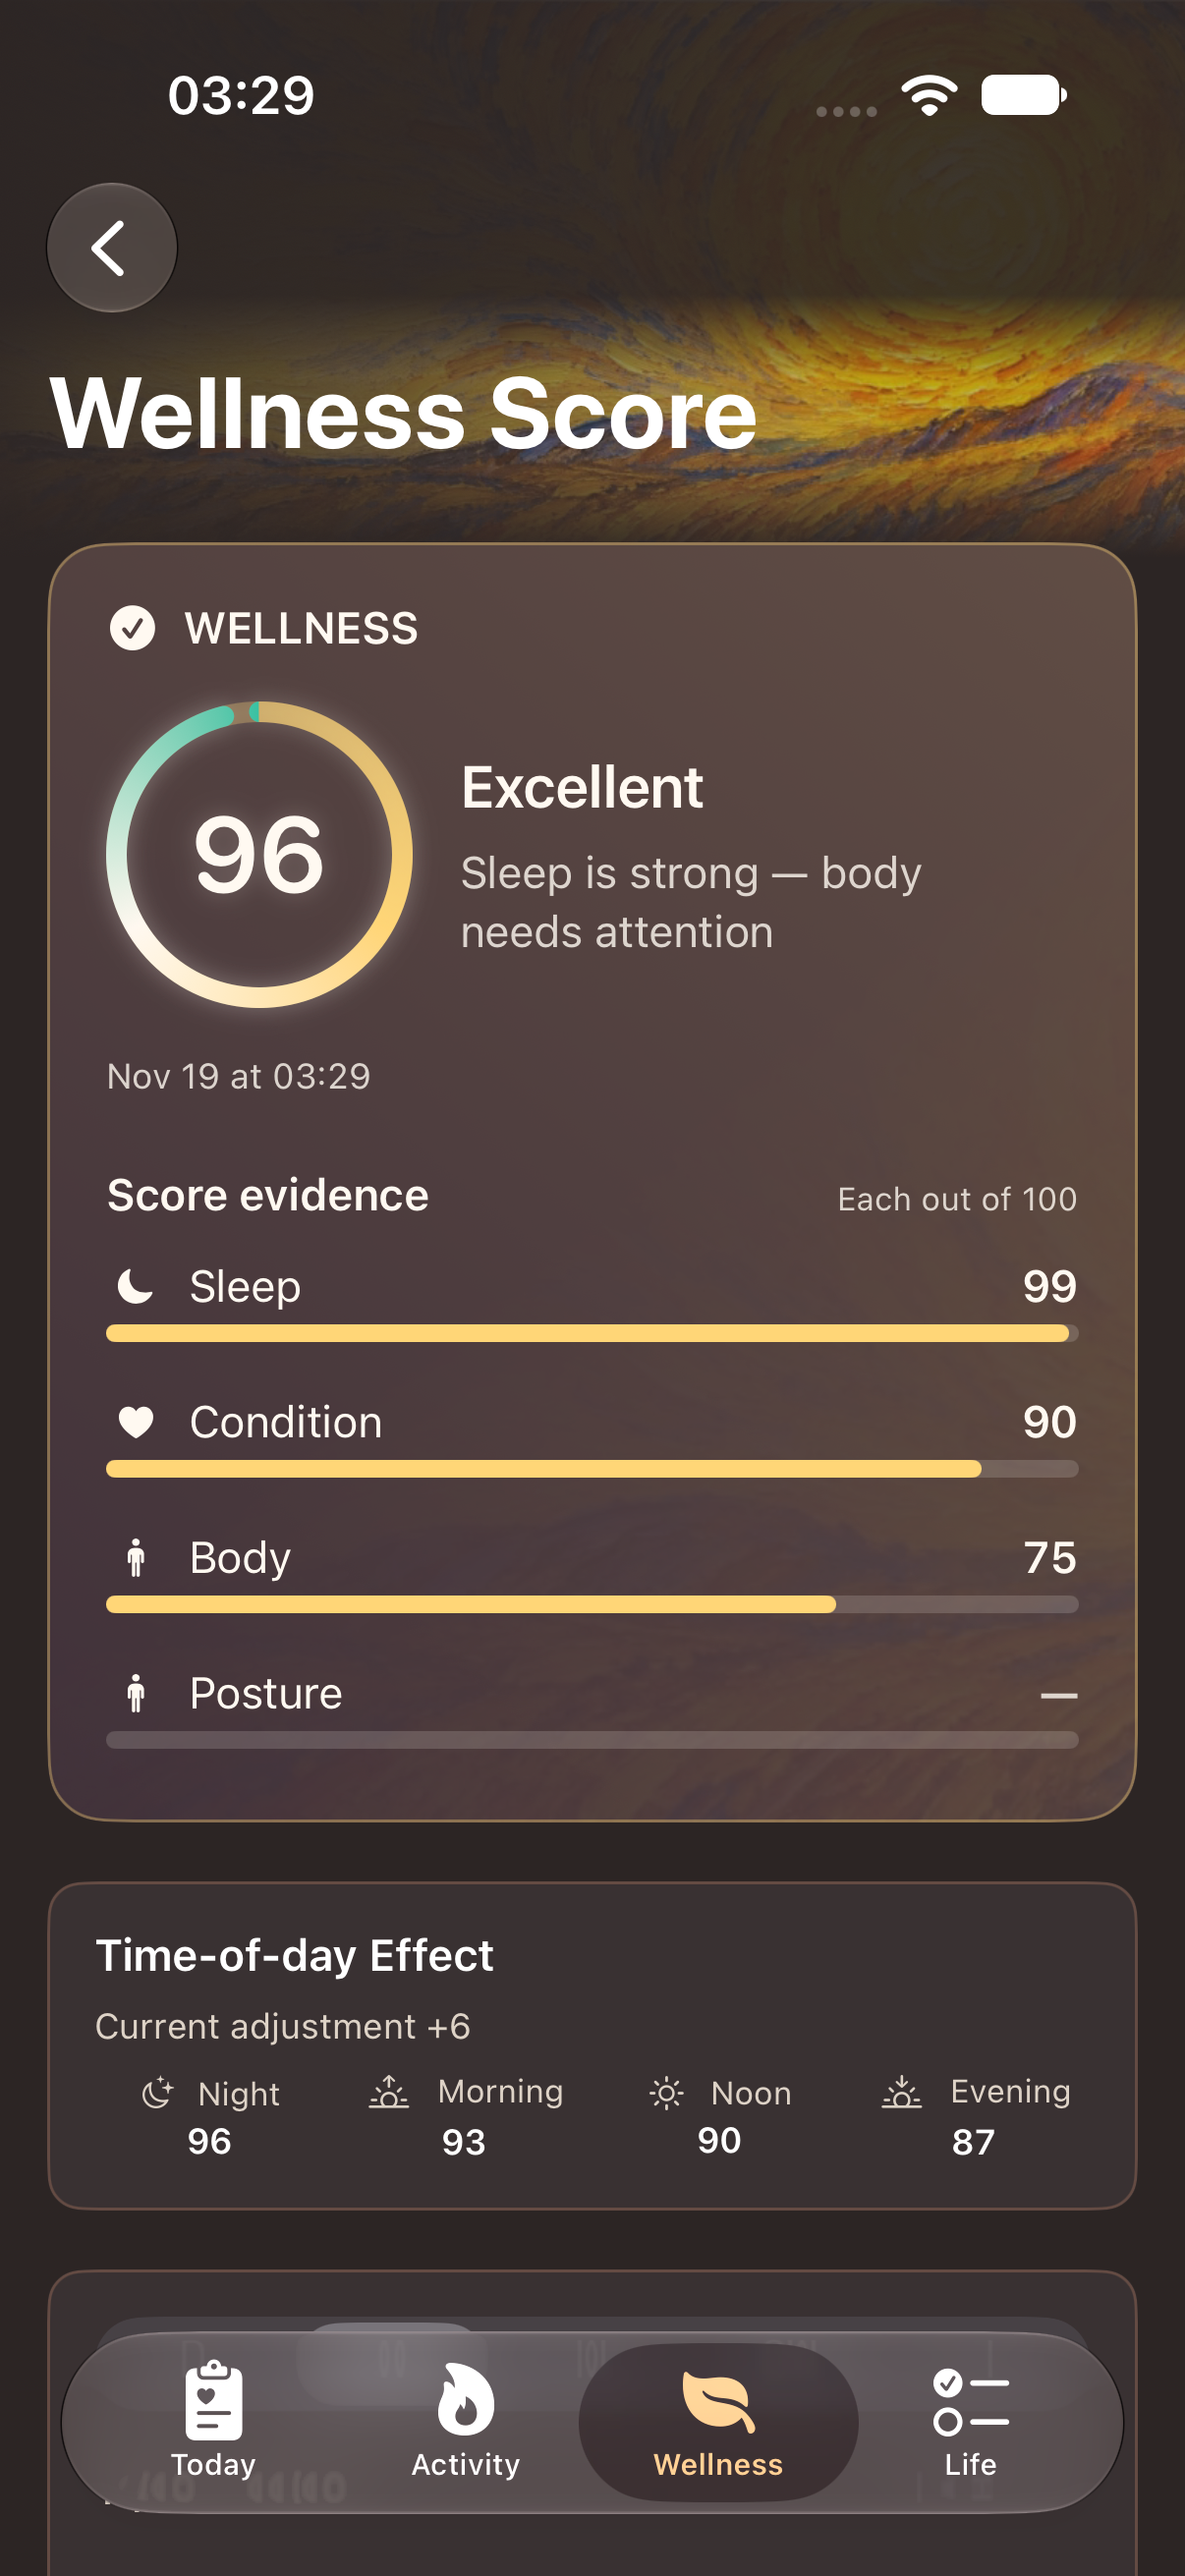 03:29
Wellness Score
WELLNESS
96
Excellent
Sleep is strong — body
needs attention
Nov 19 at 03:29
Score evidence
Each out of 100
Sleep
99
Condition
90
Body
75
Posture
—
Time-of-day Effect
Current adjustment +6
Night
Morning
Noon
Evening
96
93
90
87
Today
Activity
Wellness
Life